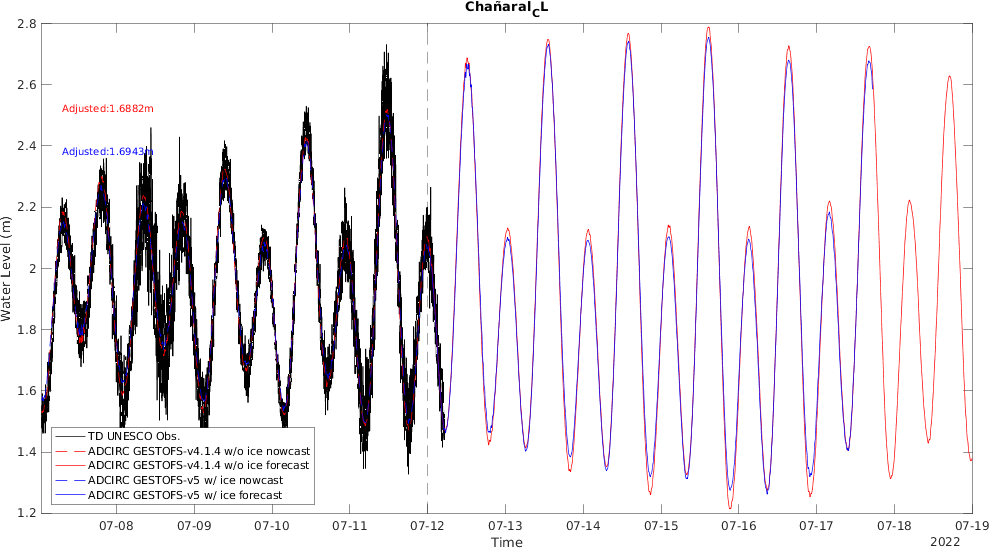 Chañaral_CL
2.8
2.6
2.4
2.2
2
1.8
1.6
1.4
1.2
Water Level (m)
Adjusted:1.6882m
Adjusted:1.6943m
TD UNESCO Obs.
ADCIRC GESTOFS-v4.1.4 w/o ice nowcast
ADCIRC GESTOFS-v4.1.4 w/o ice forecast
ADCIRC GESTOFS-v5 w/ ice nowcast
ADCIRC GESTOFS-v5 w/ ice forecast
07-08 07-09 07-10 07-11 07-12 07-13 07-14 07-15 07-16 07-17 07-18 07-19
Time
2022